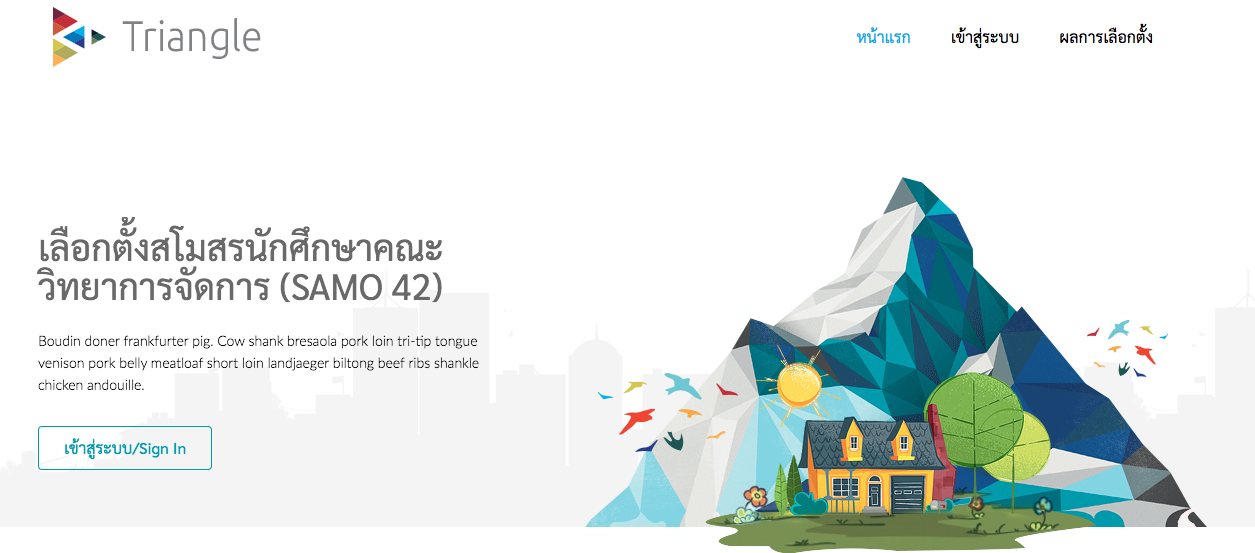 Triangle
หน้าแรก
เข้าสู่ระบบ
ผลการเลือกตั้ง
เลือกตั้งสโมสรนักศึกษาคณะ
วิทยาการจัดการ (SAMO 42)
Boudin doner frankfurter pig. Cow shank bresaola pork loin tri-tip tongue
venison pork belly meatloaf short loin landjaeger biltong beef ribs shankle
chicken andouille.
เข้าสู่ระบบ/Sign In